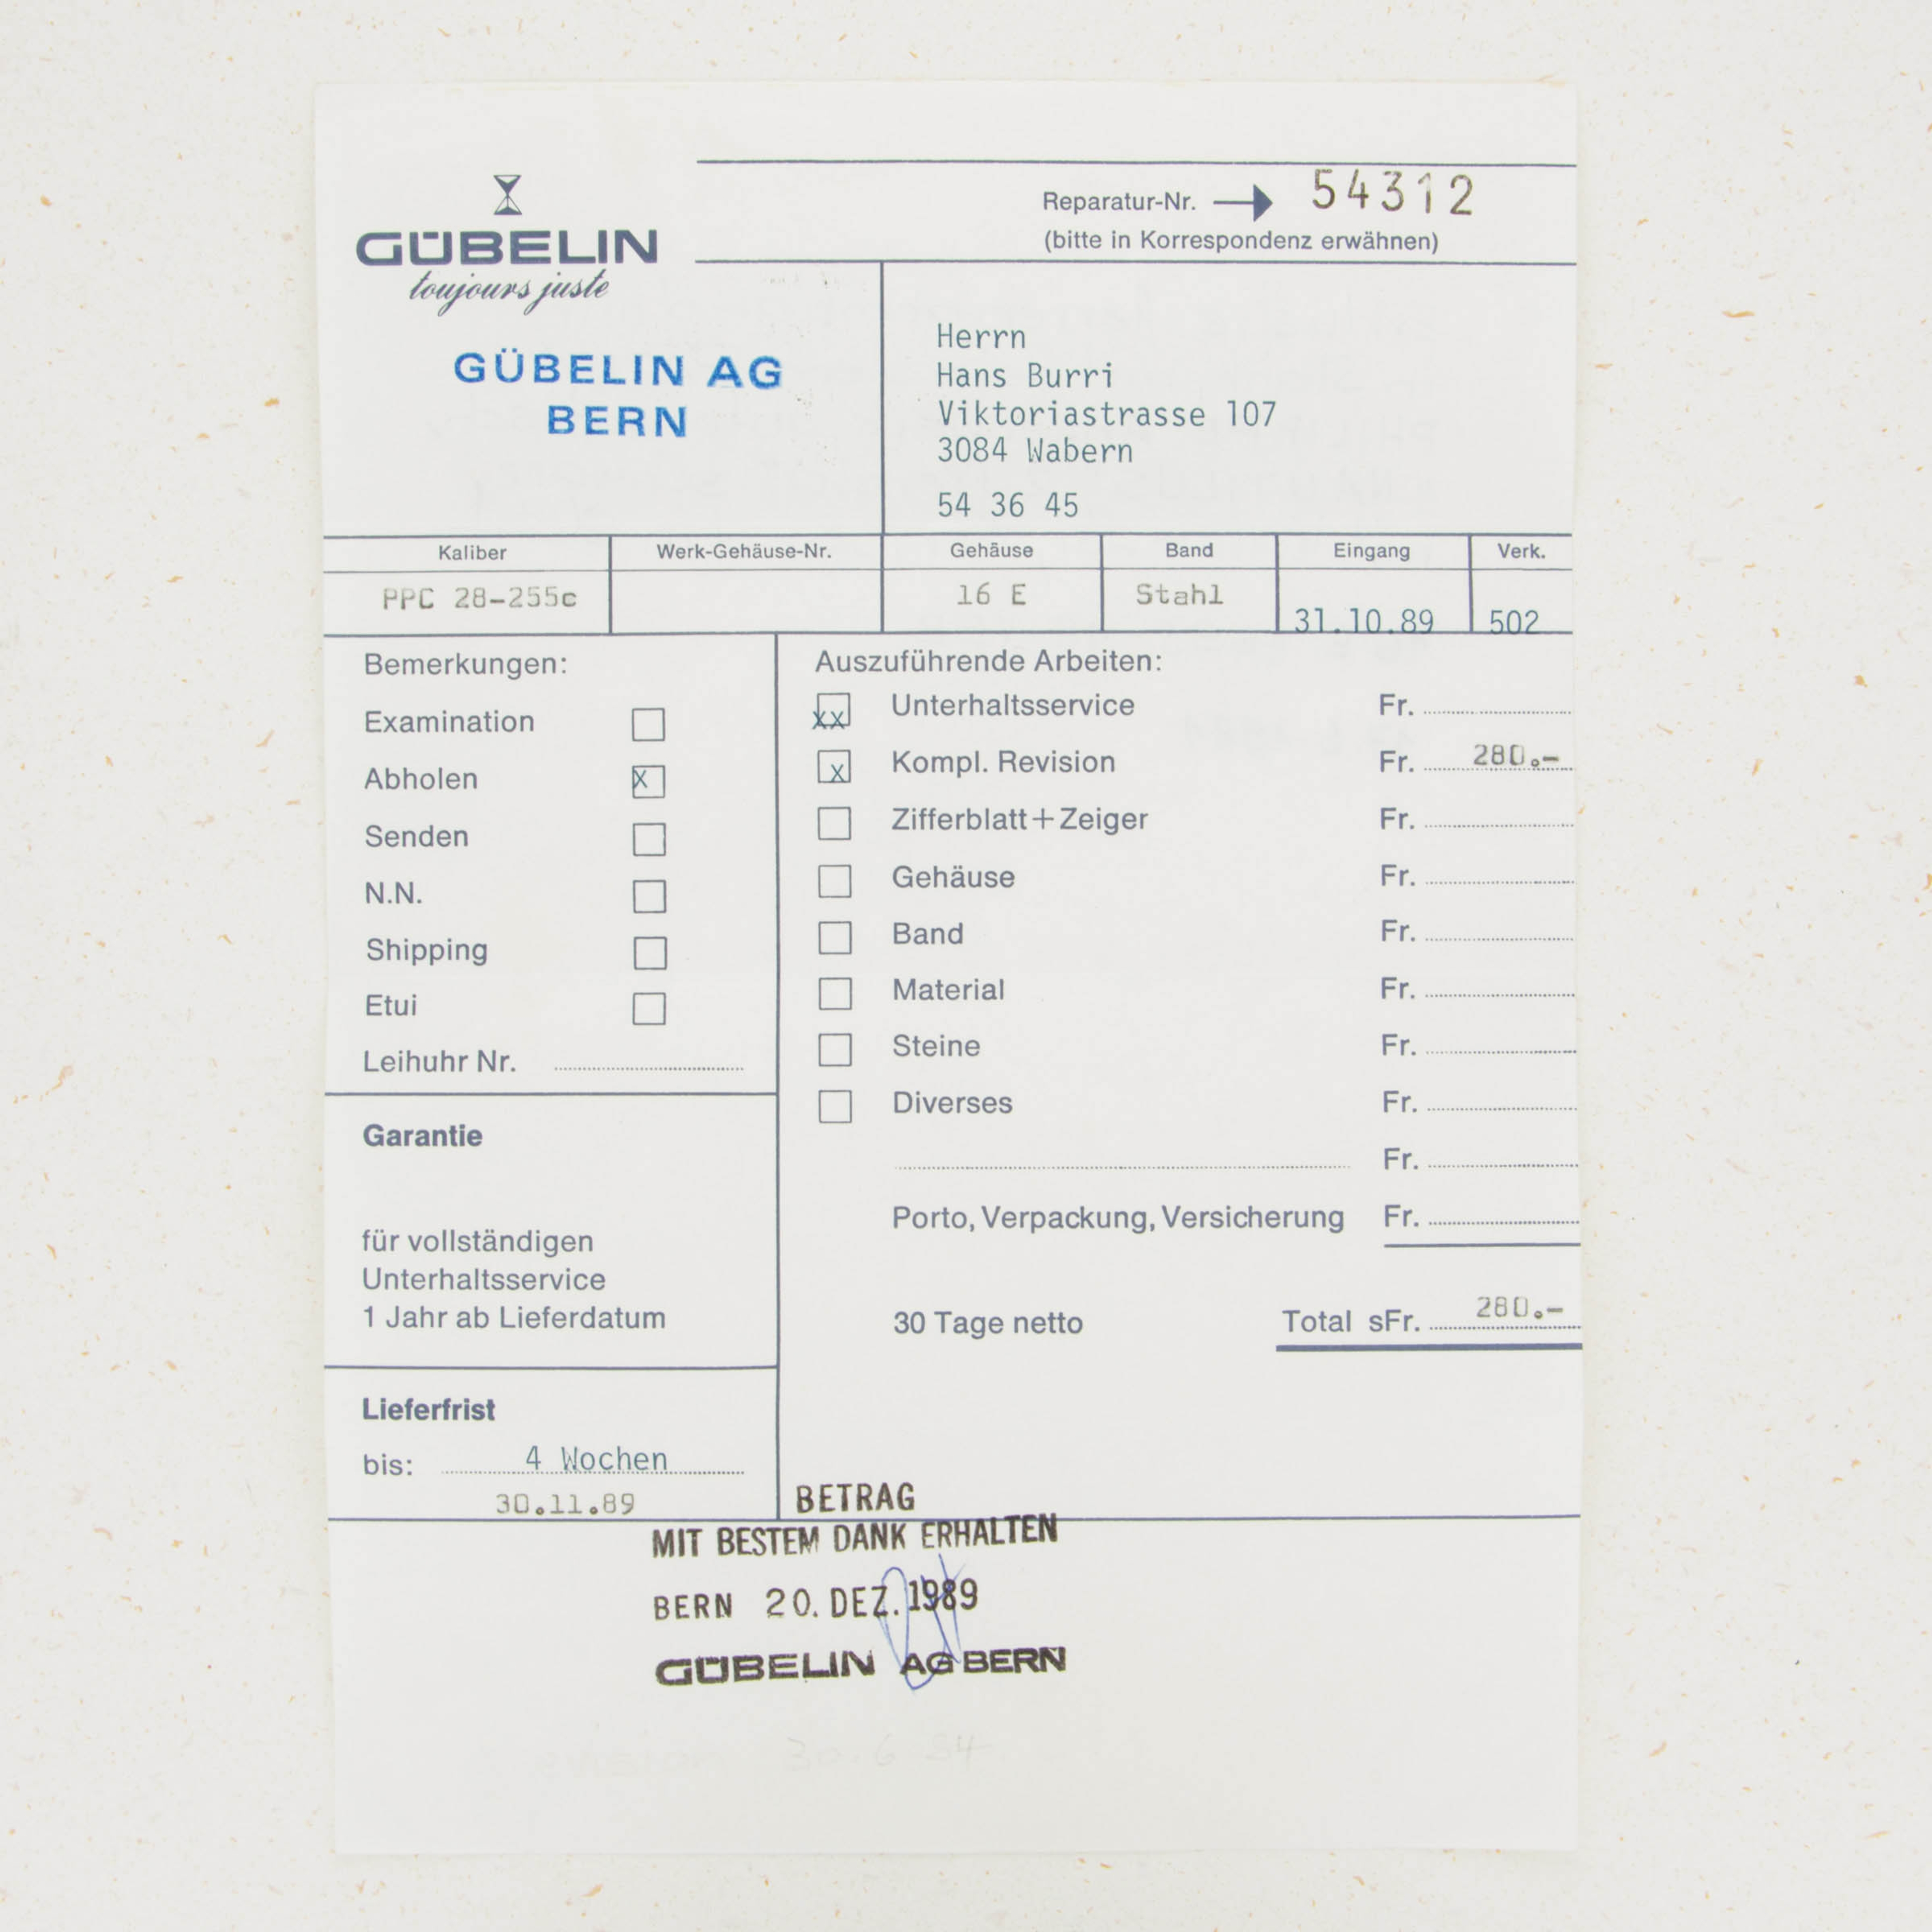 GÜBELIN
toujours juste
GÜBELIN AG
BERN
Reparatur-Nr. → 54312
(bitte in Korrespondenz erwähnen)
Herrn
Hans Burri
Viktoriastrasse 107
3084 Wabern
54 36 45
Kaliber Werk-Gehäuse-Nr. Gehäuse Band Eingang Verk.
PPC 28-255c 16 E Stahl 31.10.89 502
Bemerkungen:
Examination
Abholen X
Senden
N.N.
Shipping
Etui
Leihuhr Nr.
Garantie
für vollständigen
Unterhaltsservice
1 Jahr ab Lieferdatum
Lieferfrist
bis: 4 Wochen
30.11.89
Auszuführende Arbeiten:
xx Unterhaltsservice Fr.
x Kompl. Revision Fr. 280.-
Zifferblatt+Zeiger Fr.
Gehäuse Fr.
Band Fr.
Material Fr.
Steine Fr.
Diverses Fr.
Fr.
Porto, Verpackung, Versicherung Fr.
30 Tage netto Total sFr. 280.-
BETRAG
MIT BESTEM DANK ERHALTEN
BERN 20. DEZ. 1989
GÜBELIN AG BERN
30.6 84